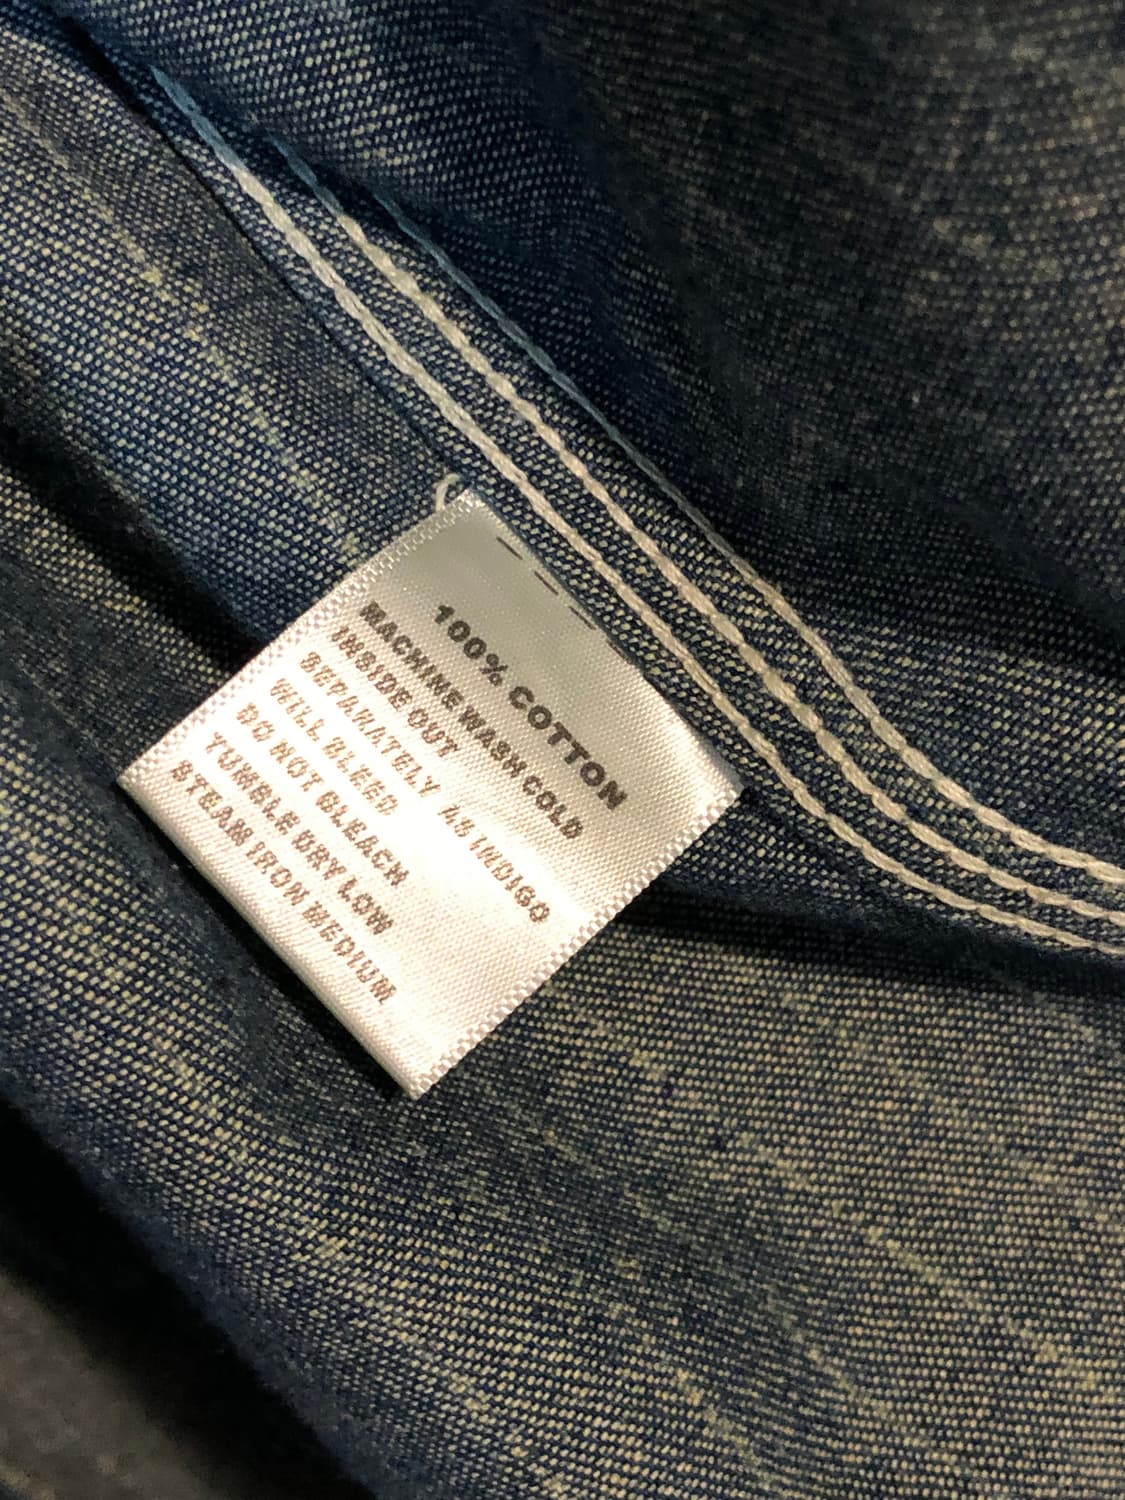 100% COTTON
MACHINE WASH COLD
INSIDE OUT
SEPARATELY AS INDIGO
WILL BLEED
DO NOT BLEACH
TUMBLE DRY LOW
STEAM IRON MEDIUM